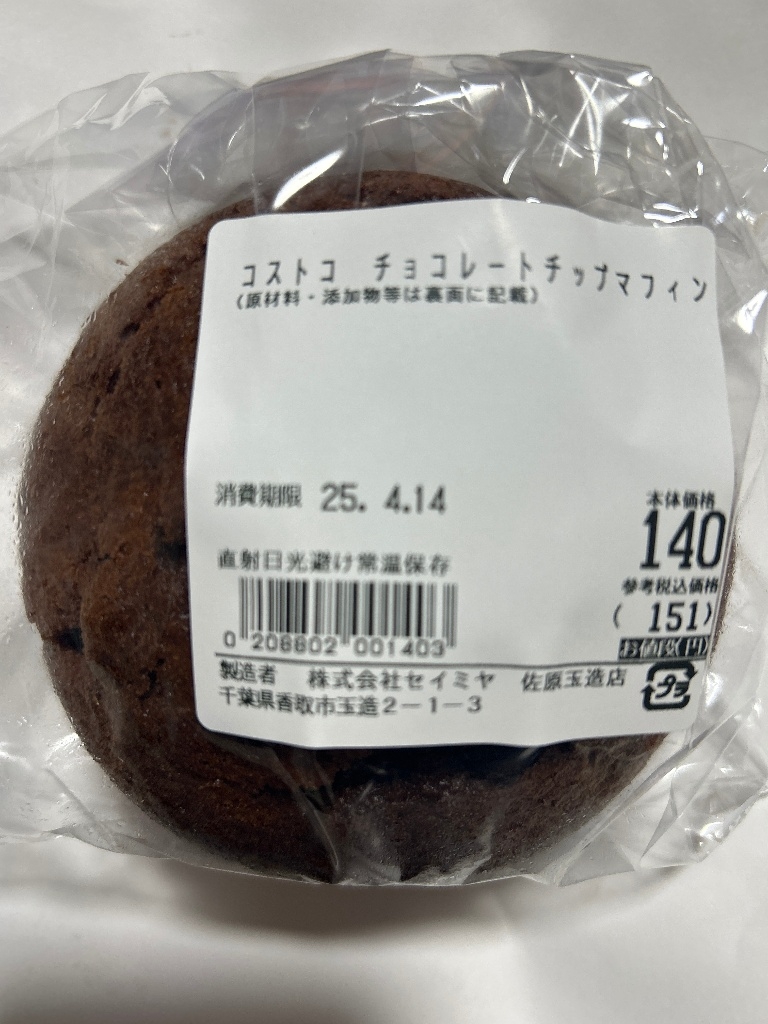 コストコ チョコレートチップマフィン
(原材料・添加物等は裏面に記載)
消費期限 25. 4.14
本体価格
140
直射日光避け常温保存
参考税込価格
( 151)
お値段(円)
0 206602 001403
製造者 株式会社セイミヤ 佐原玉造店
千葉県香取市玉造2-1-3
プラ